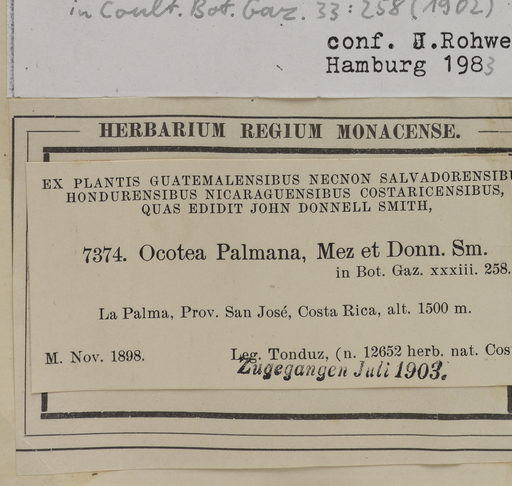 in Coult. Bot. Gaz. 33:258 (1902)
conf. J.Rohwe
Hamburg 1983
HERBARIUM REGIUM MONACENSE.
EX PLANTIS GUATEMALENSIBUS NECNON SALVADORENSIBU
HONDURENSIBUS NICARAGUENSIBUS COSTARICENSIBUS,
QUAS EDIDIT JOHN DONNELL SMITH,
7374. Ocotea Palmana, Mez et Donn. Sm.
in Bot. Gaz. xxxiii. 258.
La Palma, Prov. San José, Costa Rica, alt. 1500 m.
M. Nov. 1898. Leg. Tonduz, (n. 12652 herb. nat. Cos
Zugegangen Juli 1903.